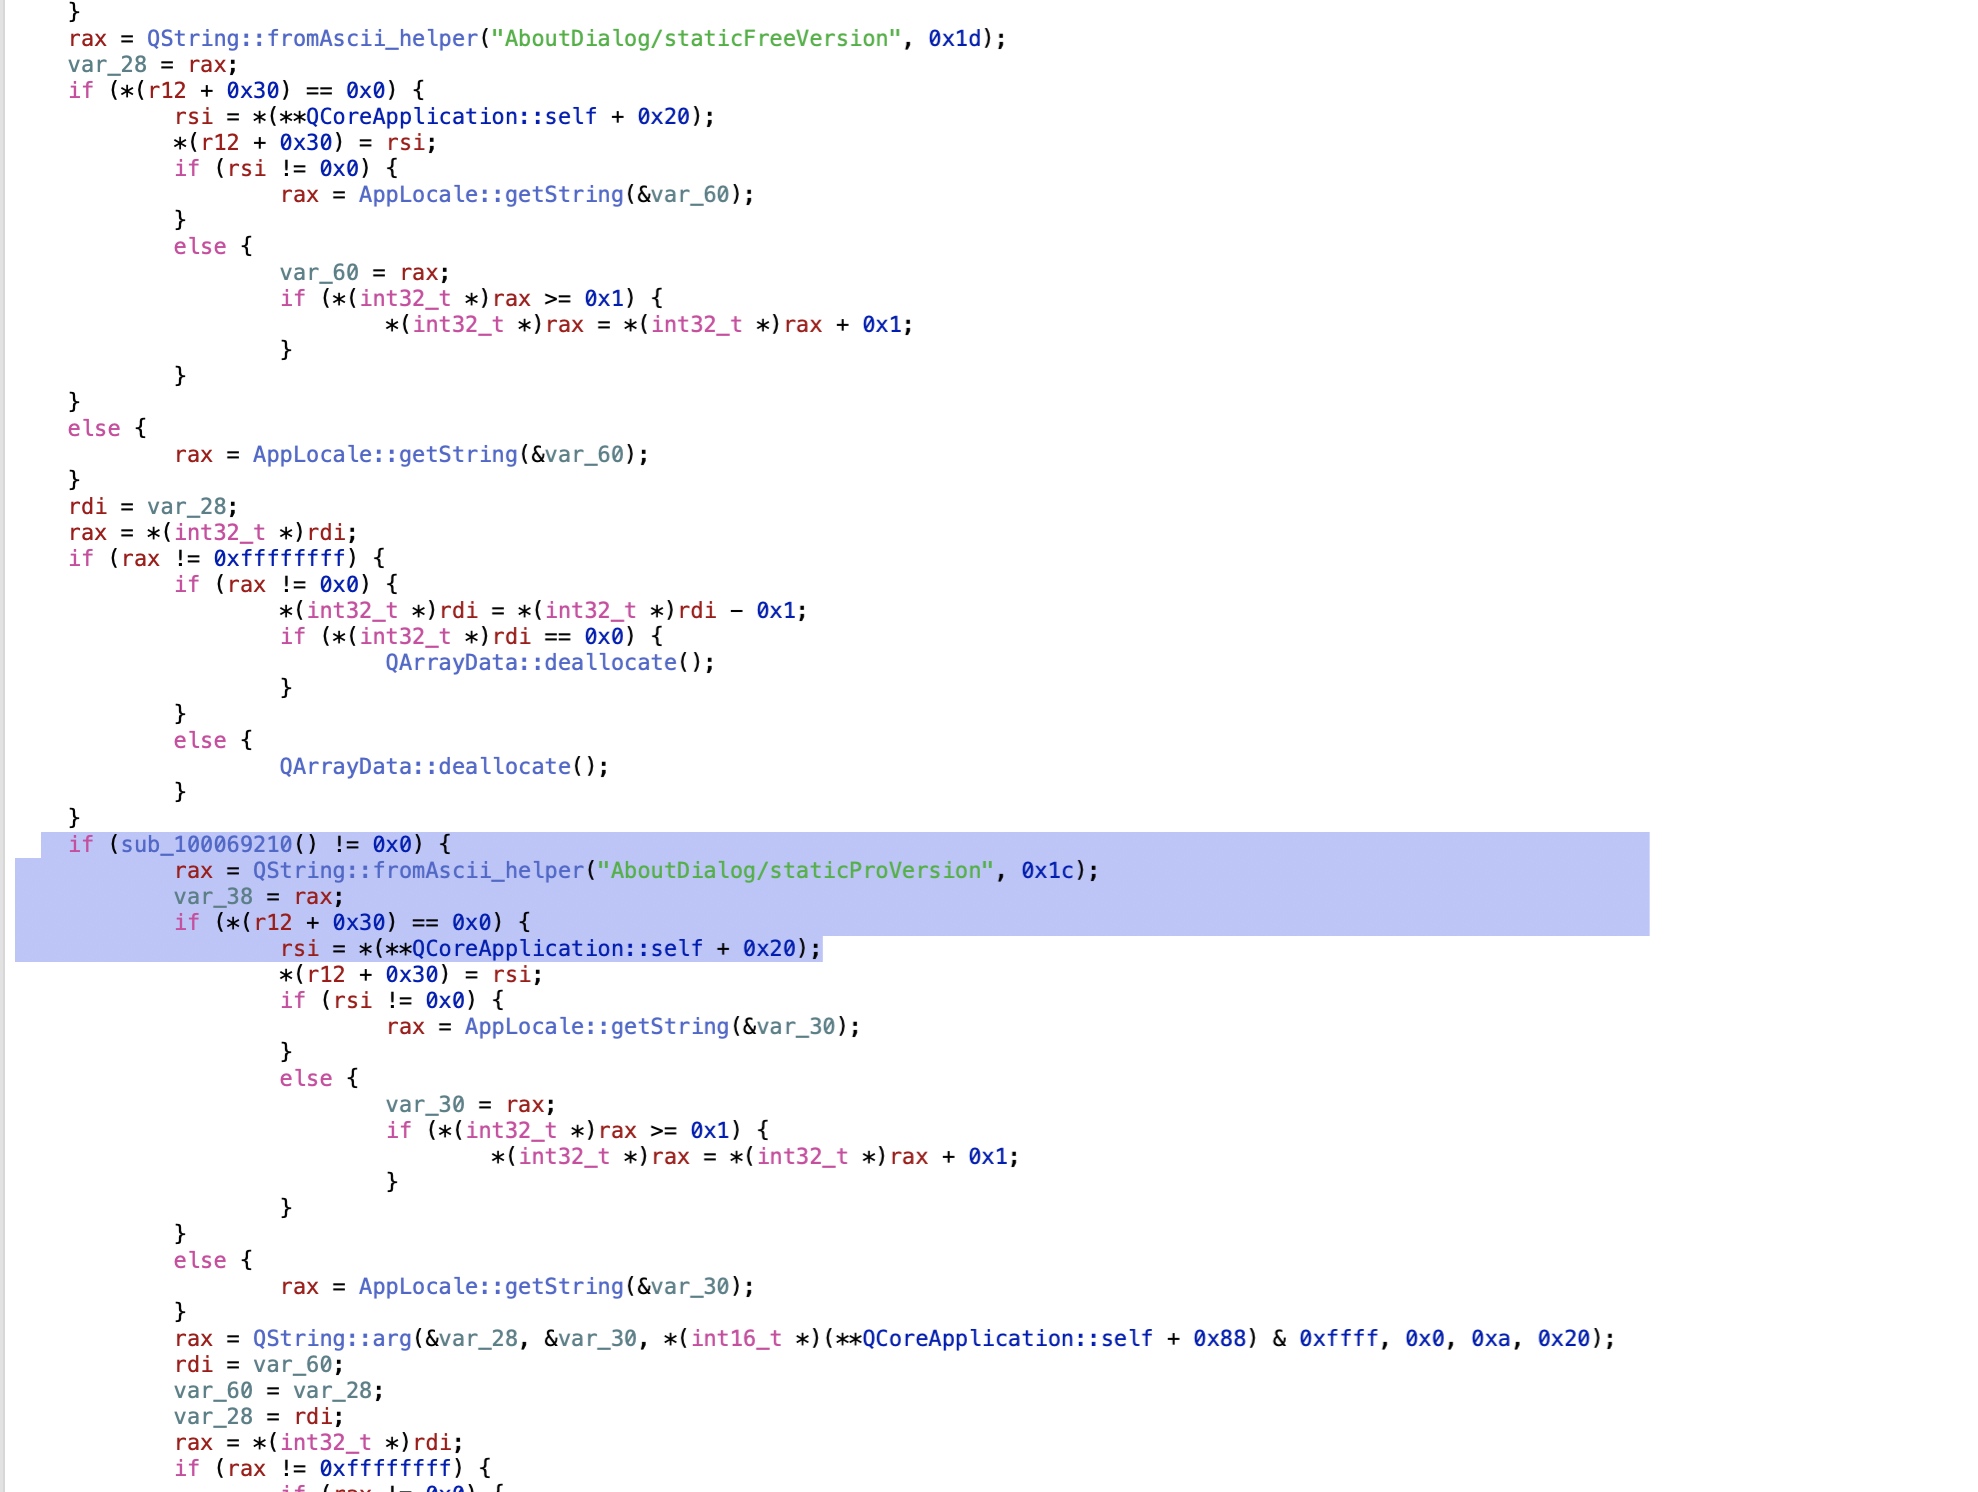 }
rax = QString::fromAscii_helper("AboutDialog/staticFreeVersion", 0x1d);
var_28 = rax;
if (*(r12 + 0x30) == 0x0) {
rsi = *(**QCoreApplication::self + 0x20);
*(r12 + 0x30) = rsi;
if (rsi != 0x0) {
rax = AppLocale::getString(&var_60);
}
else {
var_60 = rax;
if (*(int32_t *)rax >= 0x1) {
*(int32_t *)rax = *(int32_t *)rax + 0x1;
}
}
}
else {
rax = AppLocale::getString(&var_60);
}
rdi = var_28;
rax = *(int32_t *)rdi;
if (rax != 0xffffffff) {
if (rax != 0x0) {
*(int32_t *)rdi = *(int32_t *)rdi - 0x1;
if (*(int32_t *)rdi == 0x0) {
QArrayData::deallocate();
}
}
else {
QArrayData::deallocate();
}
}
if (sub_100069210() != 0x0) {
rax = QString::fromAscii_helper("AboutDialog/staticProVersion", 0x1c);
var_38 = rax;
if (*(r12 + 0x30) == 0x0) {
rsi = *(**QCoreApplication::self + 0x20);
*(r12 + 0x30) = rsi;
if (rsi != 0x0) {
rax = AppLocale::getString(&var_30);
}
else {
var_30 = rax;
if (*(int32_t *)rax >= 0x1) {
*(int32_t *)rax = *(int32_t *)rax + 0x1;
}
}
}
else {
rax = AppLocale::getString(&var_30);
}
rax = QString::arg(&var_28, &var_30, *(int16_t *)(**QCoreApplication::self + 0x88) & 0xffff, 0x0, 0xa, 0x20);
rdi = var_60;
var_60 = var_28;
var_28 = rdi;
rax = *(int32_t *)rdi;
if (rax != 0xffffffff) {
if (rax != 0x0) {